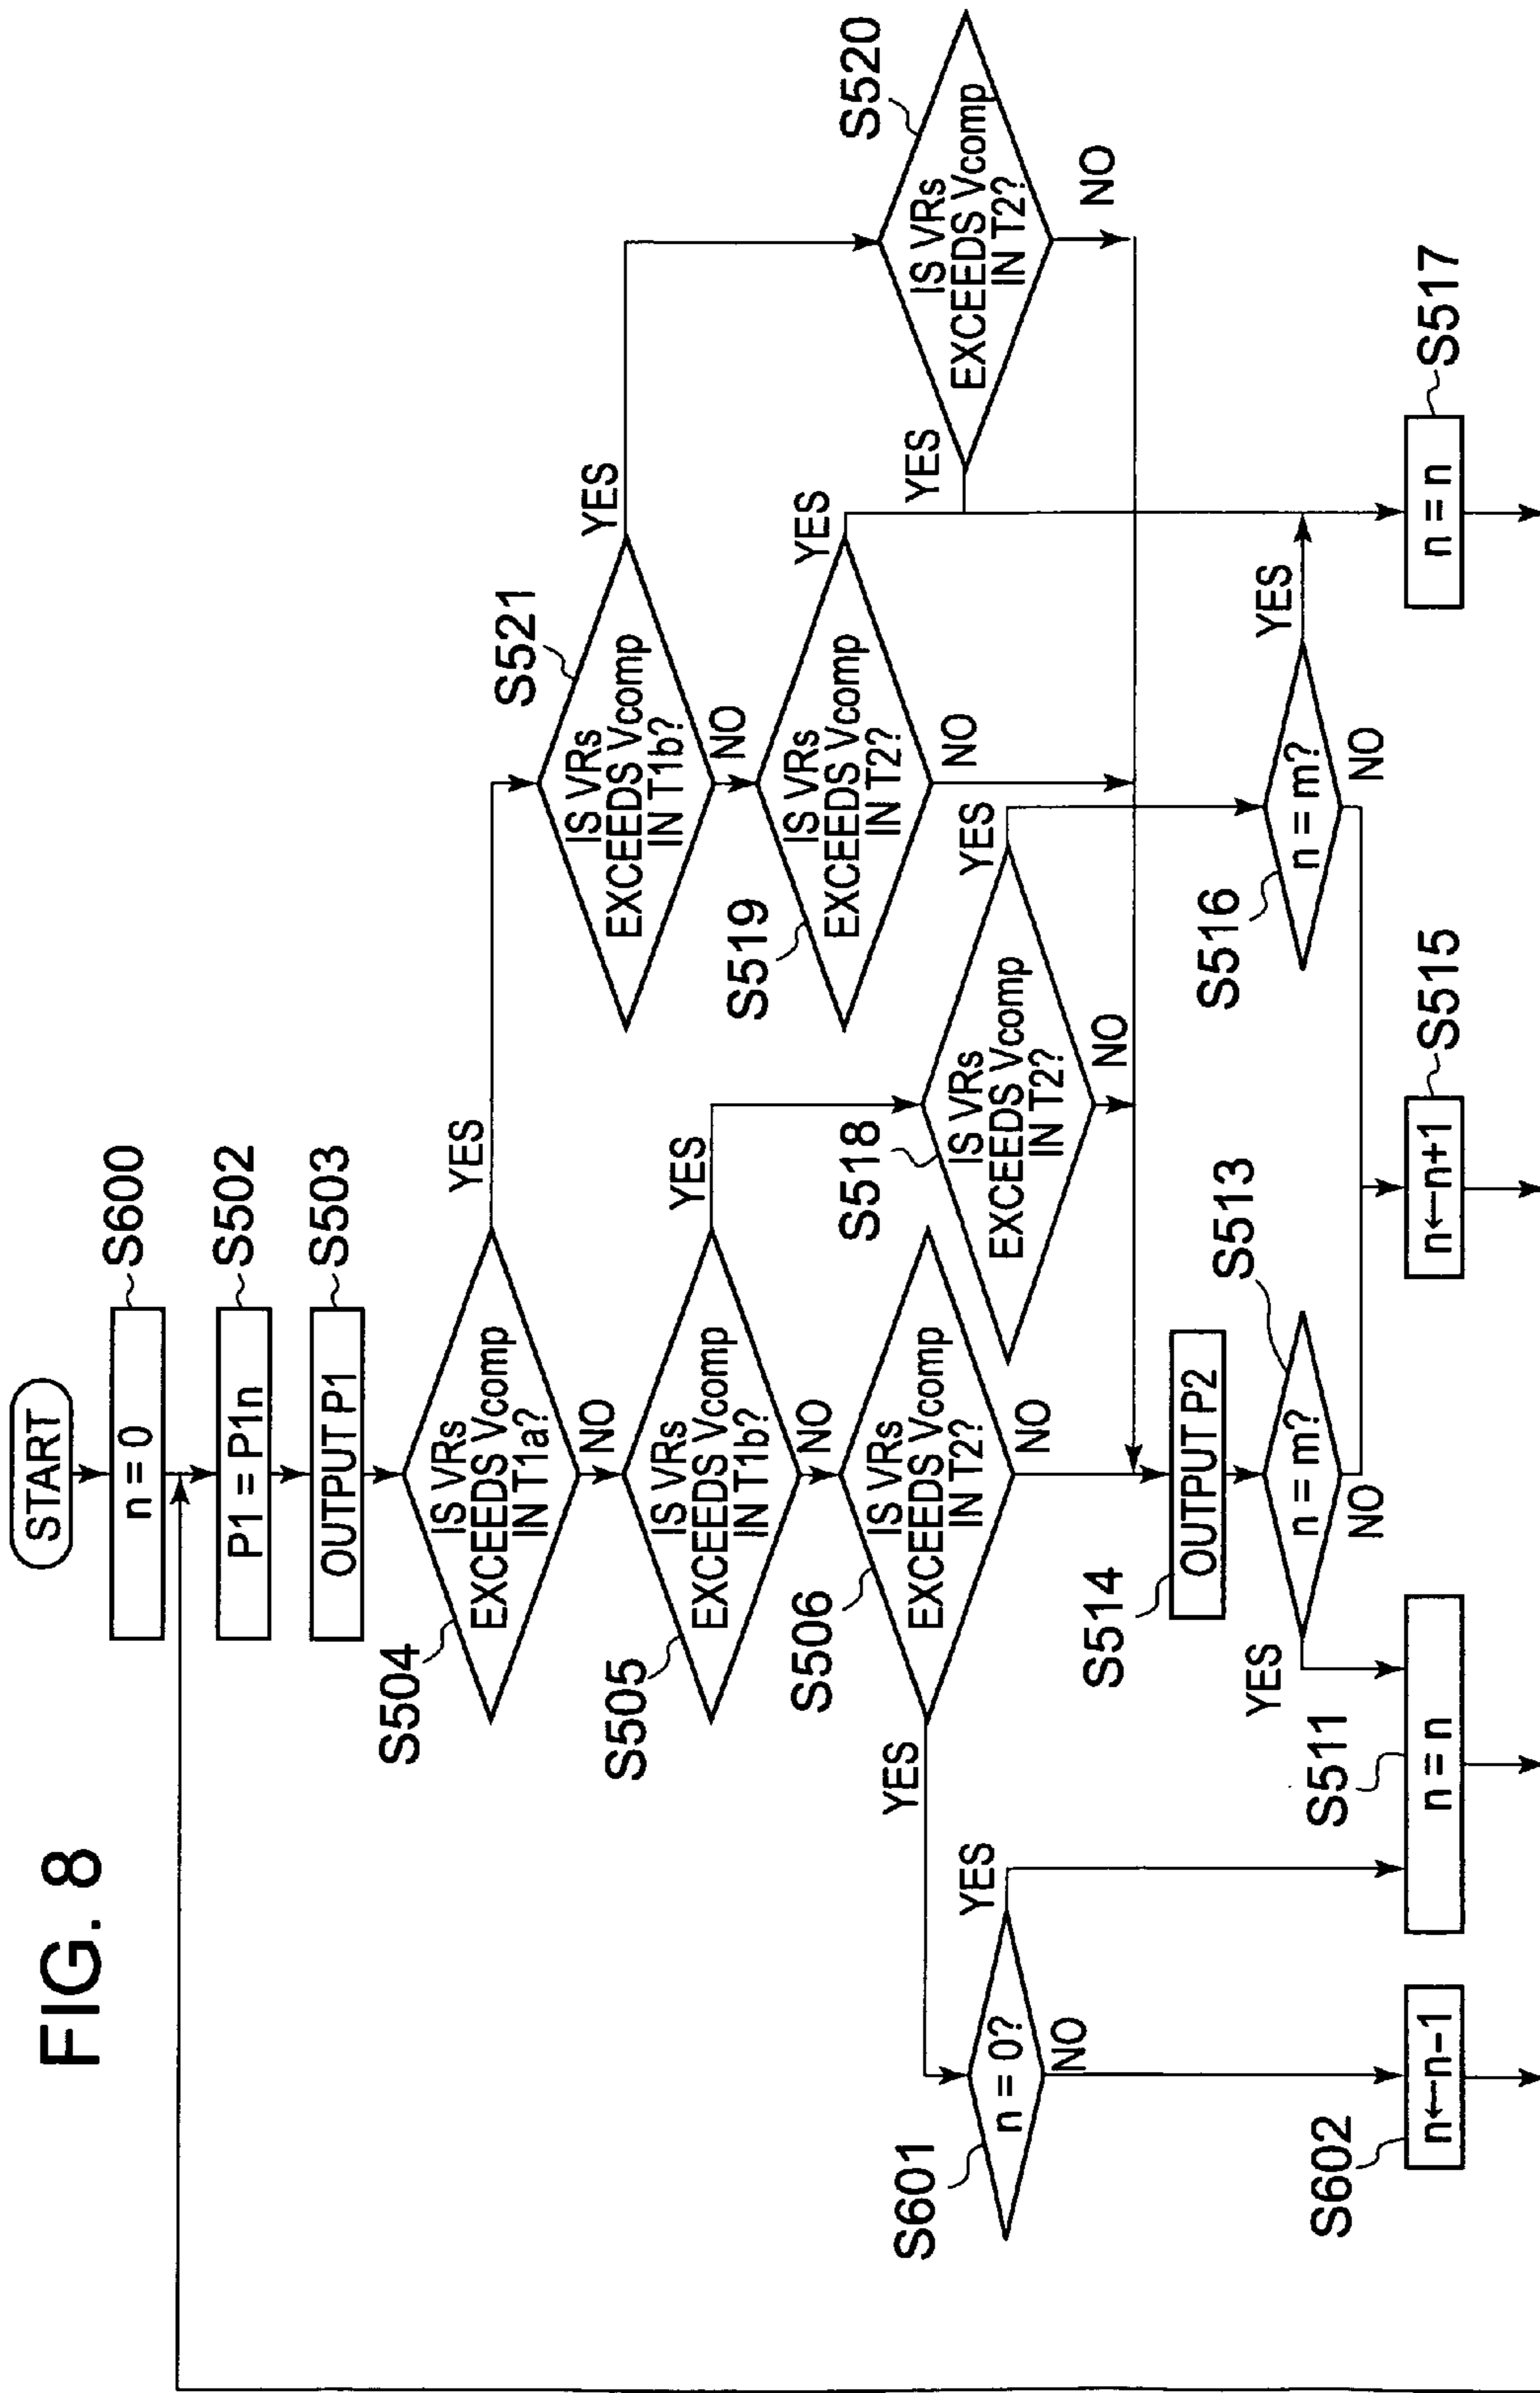 FIG. 8
START
n = 0
S600
P1 = P1n
S502
OUTPUT P1
S503
S504
IS VRs
EXCEEDS Vcomp
IN T1a?
YES
NO
S521
IS VRs
EXCEEDS Vcomp
IN T1b?
YES
NO
S505
IS VRs
EXCEEDS Vcomp
IN T1b?
YES
NO
S519
IS VRs
EXCEEDS Vcomp
IN T2?
YES
NO
S520
IS VRs
EXCEEDS Vcomp
IN T2?
YES
NO
S506
IS VRs
EXCEEDS Vcomp
IN T2?
YES
NO
S518
IS VRs
EXCEEDS Vcomp
IN T2?
YES
NO
S601
n = 0?
YES
NO
S514
OUTPUT P2
S513
n = m?
YES
NO
S516
n = m?
YES
NO
S602
n←n−1
S511
n = n
n←n+1
S515
n = n
S517